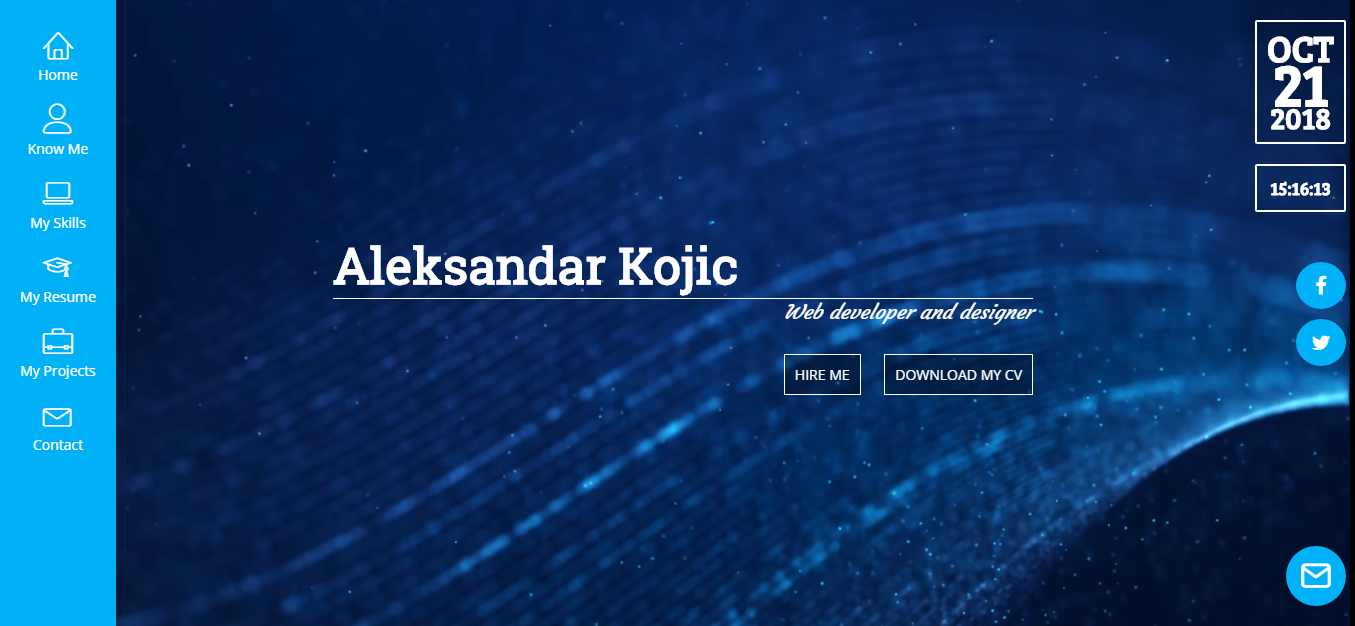 Home
Know Me
My Skills
My Resume
My Projects
Contact
Aleksandar Kojic
Web developer and designer
HIRE ME
DOWNLOAD MY CV
OCT
21
2018
15:16:13